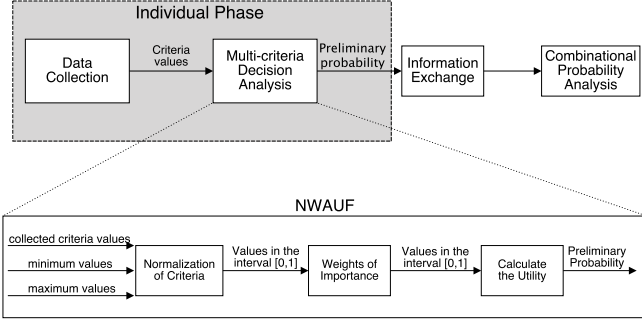 Individual Phase
Data
Collection
Criteria
values
Multi-criteria
Decision
Analysis
Preliminary
probability
Information
Exchange
Combinational
Probability
Analysis
NWAUF
collected criteria values
minimum values
maximum values
Normalization
of Criteria
Values in the
interval [0,1]
Weights of
Importance
Values in the
interval [0,1]
Calculate
the Utility
Preliminary
Probability